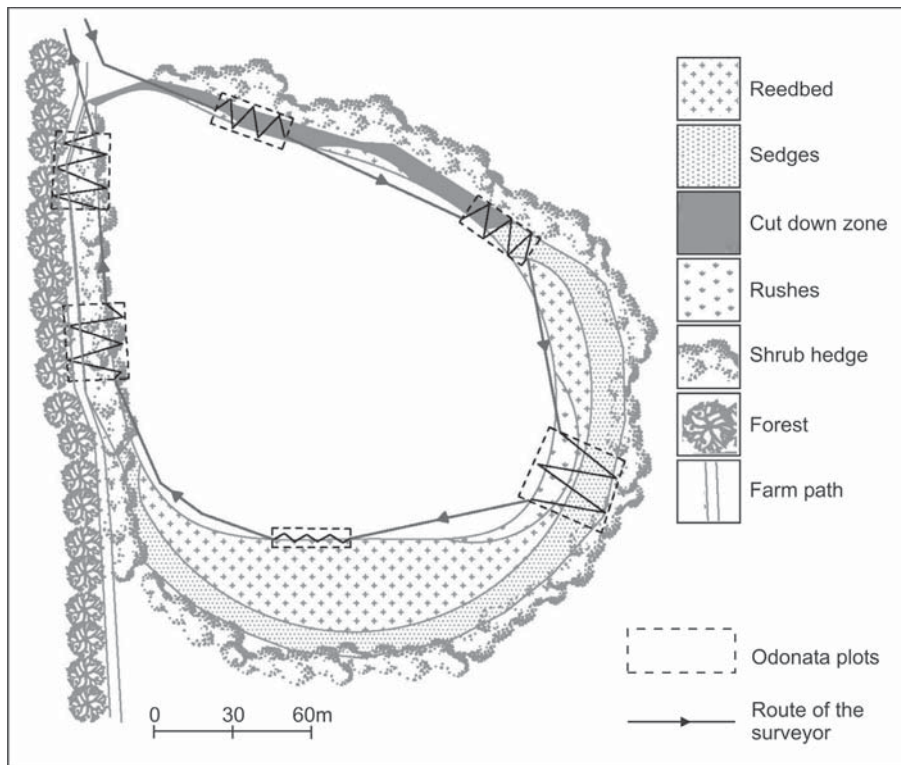 Reedbed
Sedges
Cut down zone
Rushes
Shrub hedge
Forest
Farm path
Odonata plots
Route of the
surveyor
0 30 60m